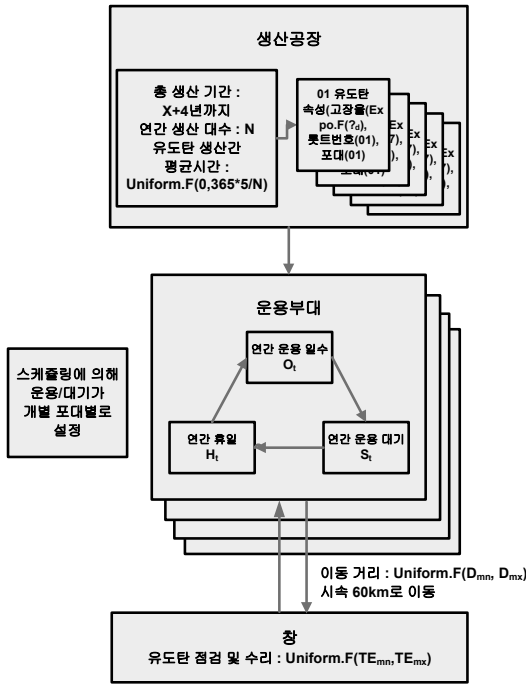 생산공장
총 생산 기간 :
X+4년까지
연간 생산 대수 : N
유도탄 생산간
평균시간 :
Uniform.F(0,365*5/N)
01 유도탄
속성(고장율(Ex
po.F(?d),
롯트번호(01),
포대(01)
운용부대
연간 운용 일수
Ot
연간 휴일
Ht
연간 운용 대기
St
스케쥴링에 의해
운용/대기가
개별 포대별로
설정
이동 거리 : Uniform.F(Dmn, Dmx)
시속 60km로 이동
창
유도탄 점검 및 수리 : Uniform.F(TEmn,TEmx)